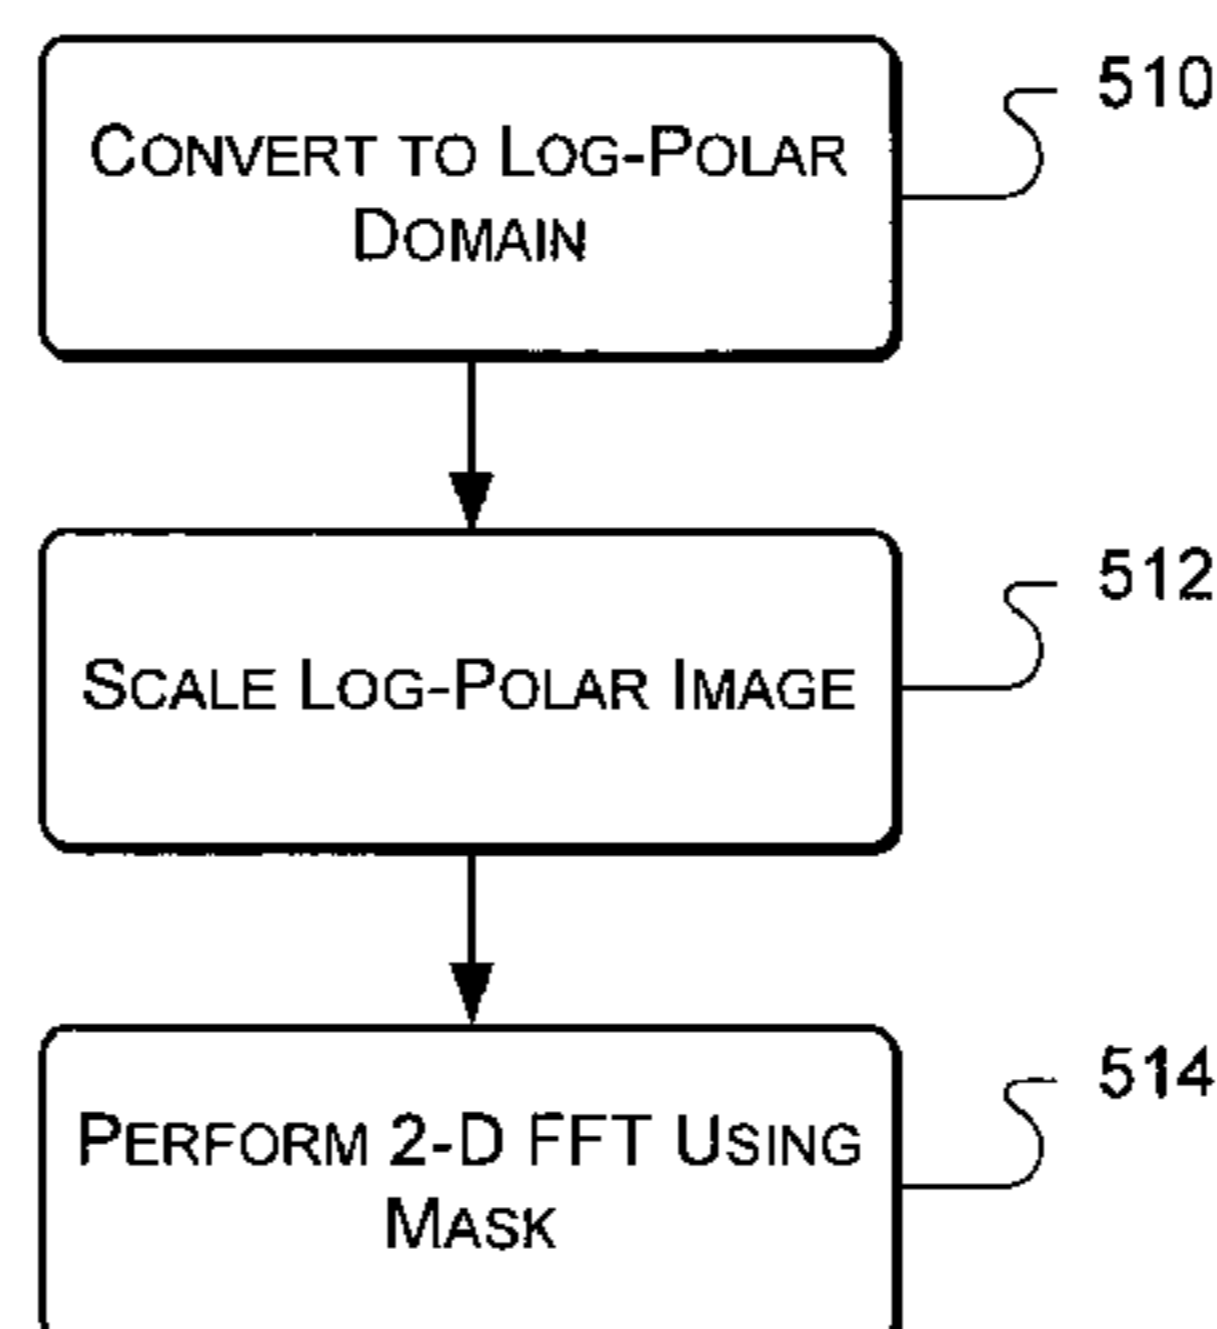 510
CONVERT TO LOG-POLAR
DOMAIN
512
SCALE LOG-POLAR IMAGE
514
PERFORM 2-D FFT USING
MASK